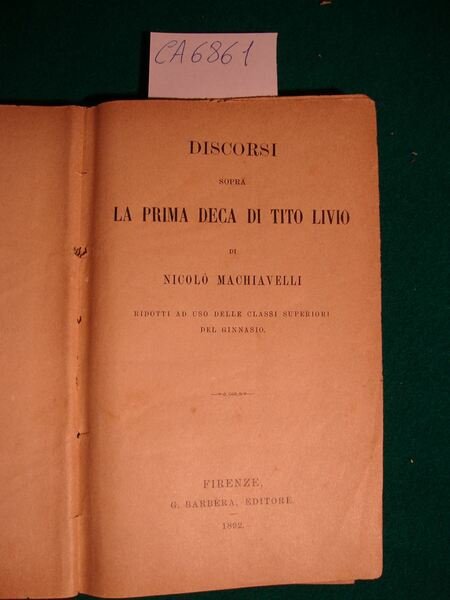 CA6861
DISCORSI
SOPRA
LA PRIMA DECA DI TITO LIVIO
DI
NICOLÒ MACHIAVELLI
RIDOTTI AD USO DELLE CLASSI SUPERIORI
DEL GINNASIO.
FIRENZE,
G. BARBÈRA, EDITORE.
1892.